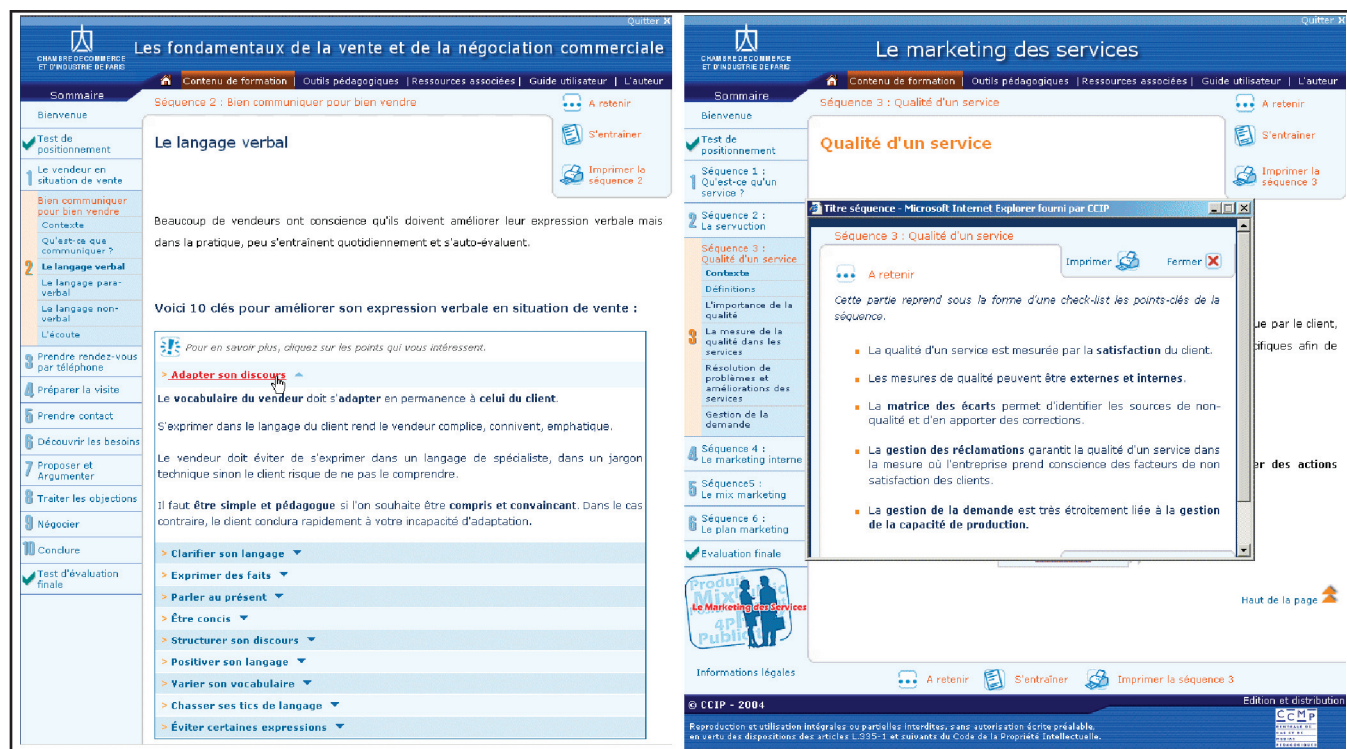 Quitter X
CHAMBRE DE COMMERCE
ET D'INDUSTRIE DE PARIS
Les fondamentaux de la vente et de la négociation commerciale
Contenu de formation | Outils pédagogiques | Ressources associées | Guide utilisateur | L'auteur
Sommaire
Bienvenue
Test de
positionnement
1 Le vendeur en
situation de vente
Bien communiquer
pour bien vendre
Contexte
Qu'est-ce que
communiquer ?
2 Le langage verbal
Le langage para-
verbal
Le langage non-
verbal
L'écoute
3 Prendre rendez-vous
par téléphone
4 Préparer la visite
5 Prendre contact
6 Découvrir les besoins
7 Proposer et
Argumenter
8 Traiter les objections
9 Négocier
10 Conclure
Test d'évaluation
finale
Séquence 2 : Bien communiquer pour bien vendre
A retenir
S'entraîner
Imprimer la
séquence 2
Le langage verbal
Beaucoup de vendeurs ont conscience qu'ils doivent améliorer leur expression verbale mais
dans la pratique, peu s'entraînent quotidiennement et s'auto-évaluent.
Voici 10 clés pour améliorer son expression verbale en situation de vente :
Pour en savoir plus, cliquez sur les points qui vous intéressent.
> Adapter son discours
Le vocabulaire du vendeur doit s'adapter en permanence à celui du client.
S'exprimer dans le langage du client rend le vendeur complice, connivent, emphatique.
Le vendeur doit éviter de s'exprimer dans un langage de spécialiste, dans un jargon
technique sinon le client risque de ne pas le comprendre.
Il faut être simple et pédagogue si l'on souhaite être compris et convaincant. Dans le cas
contraire, le client conclura rapidement à votre incapacité d'adaptation.
> Clarifier son langage
> Exprimer des faits
> Parler au présent
> Être concis
> Structurer son discours
> Positiver son langage
> Varier son vocabulaire
> Chasser ses tics de langage
> Éviter certaines expressions
Quitter X
CHAMBRE DE COMMERCE
ET D'INDUSTRIE DE PARIS
Le marketing des services
Contenu de formation | Outils pédagogiques | Ressources associées | Guide utilisateur | L'auteur
Sommaire
Bienvenue
Test de
positionnement
1 Séquence 1 :
Qu'est-ce qu'un
service ?
2 Séquence 2 :
La servuction
Séquence 3 :
Qualité d'un service
Contexte
Définitions
L'importance de la
qualité
3 La mesure de la
qualité dans les
services
Résolution de
problèmes et
améliorations des
services
Gestion de la
demande
4 Séquence 4 :
Le marketing interne
5 Séquence5 :
Le mix marketing
6 Séquence 6 :
Le plan marketing
Evaluation finale
Produit
Mix
Le Marketing des Services
4P
Public
Informations légales
Séquence 3 : Qualité d'un service
A retenir
S'entraîner
Imprimer la
séquence 3
Qualité d'un service
Titre séquence - Microsoft Internet Explorer fourni par CCIP
Séquence 3 : Qualité d'un service
Imprimer
Fermer
A retenir
Cette partie reprend sous la forme d'une check-list les points-clés de la
séquence.
La qualité d'un service est mesurée par la satisfaction du client.
Les mesures de qualité peuvent être externes et internes.
La matrice des écarts permet d'identifier les sources de non-
qualité et d'en apporter des corrections.
La gestion des réclamations garantit la qualité d'un service dans
la mesure où l'entreprise prend conscience des facteurs de non
satisfaction des clients.
La gestion de la demande est très étroitement liée à la gestion
de la capacité de production.
ue par le client,
cifiques afin de
er des actions
Haut de la page
A retenir
S'entraîner
Imprimer la séquence 3
© CCIP - 2004
Edition et distribution
Reproduction et utilisation intégrales ou partielles interdites, sans autorisation écrite préalable,
en vertu des dispositions des articles L.335-1 et suivants du Code de la Propriété Intellectuelle.
CCMP